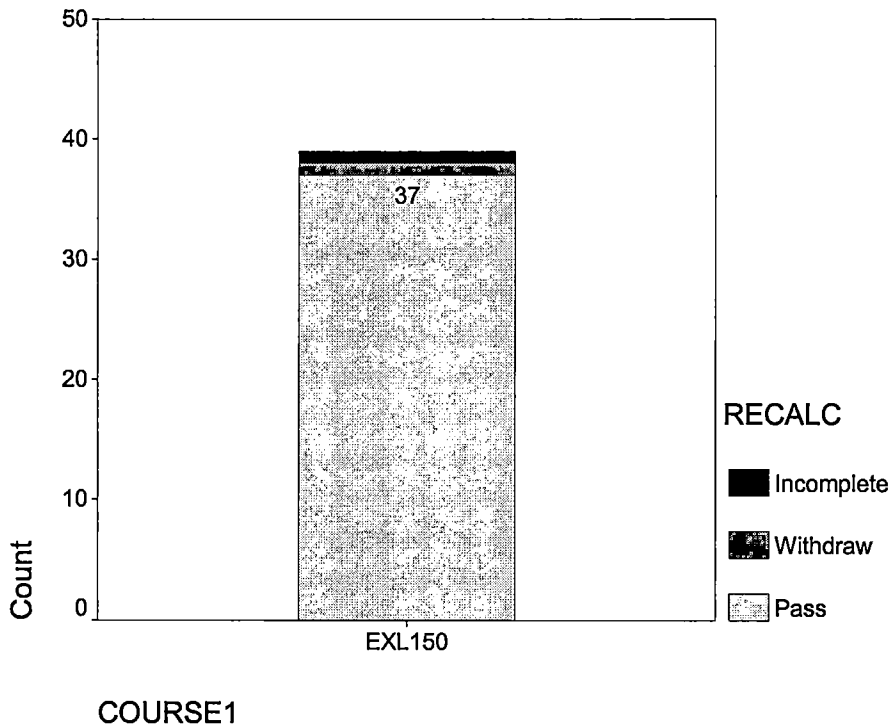 50
40
30
20
10
0
Count
37
EXL150
COURSE1
RECALC
Incomplete
Withdraw
Pass